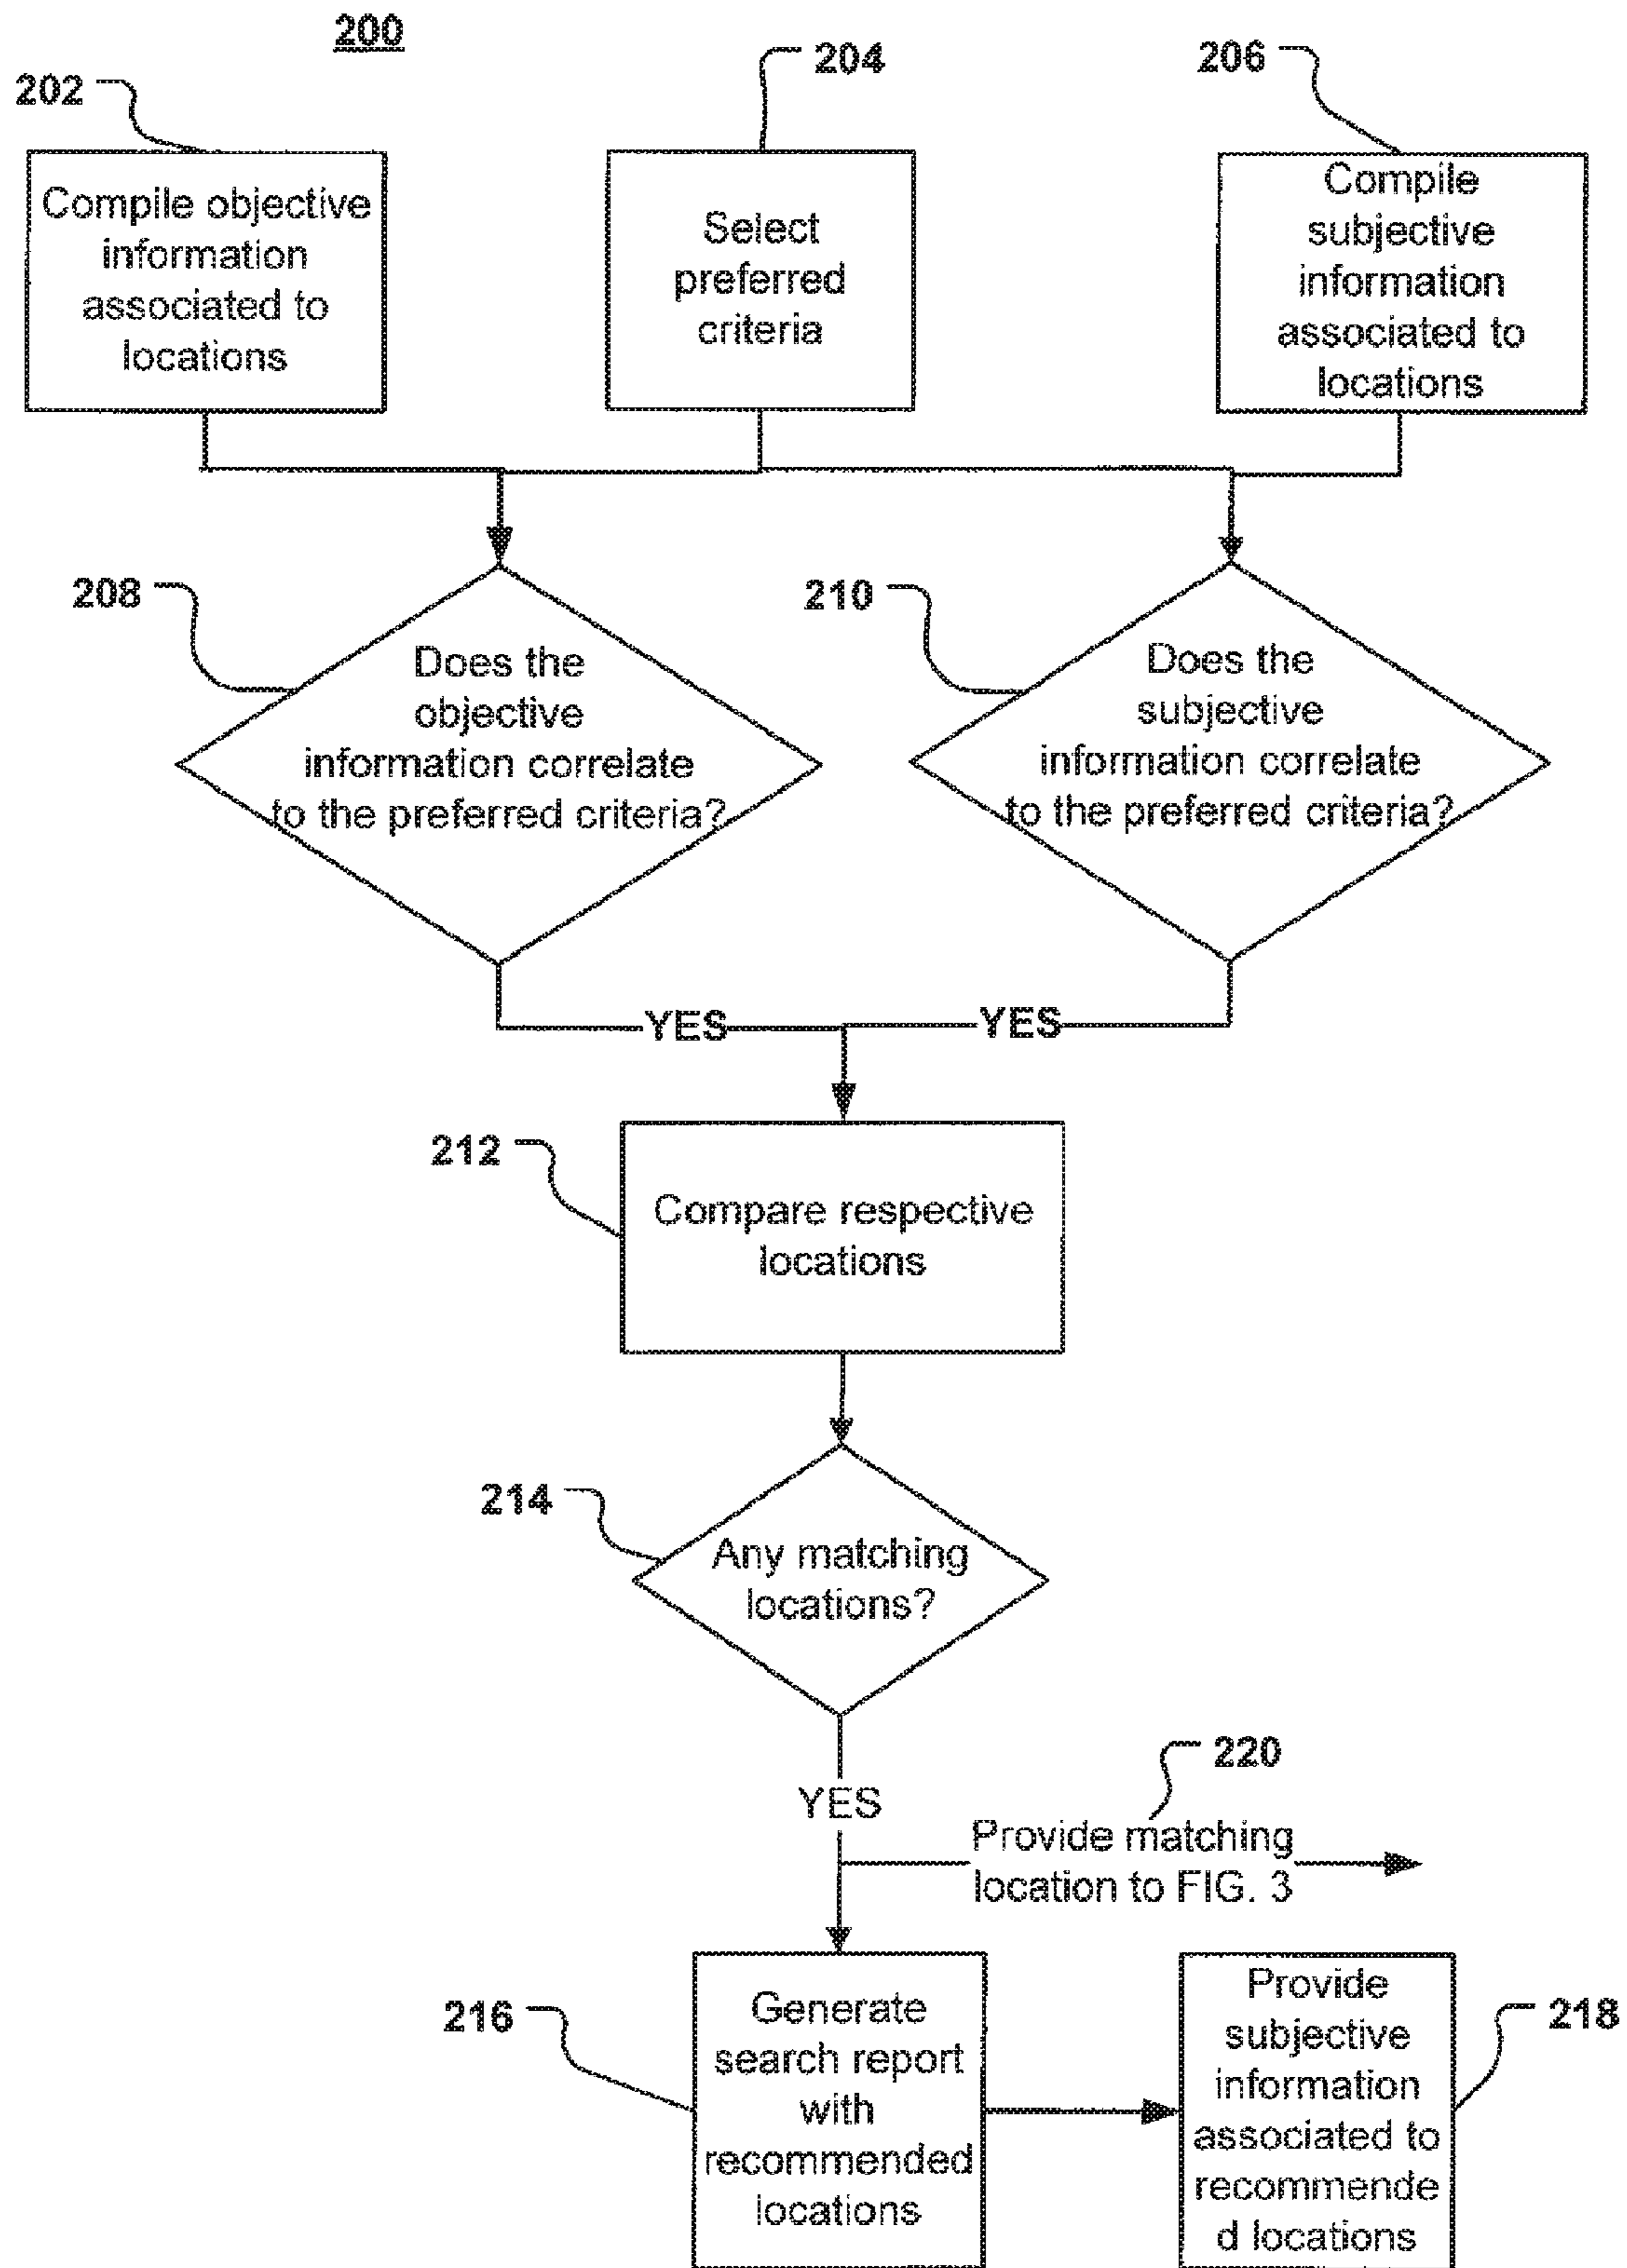 200
202
204
206
Compile objective
information
associated to
locations
Select
preferred
criteria
Compile
subjective
information
associated to
locations
208
210
Does the
objective
information correlate
to the preferred criteria?
Does the
subjective
information correlate
to the preferred criteria?
YES
YES
212
Compare respective
locations
214
Any matching
locations?
YES
220
Provide matching
location to FIG. 3
216
Generate
search report
with
recommended
locations
Provide
subjective
information
associated to
recommende
d locations
218